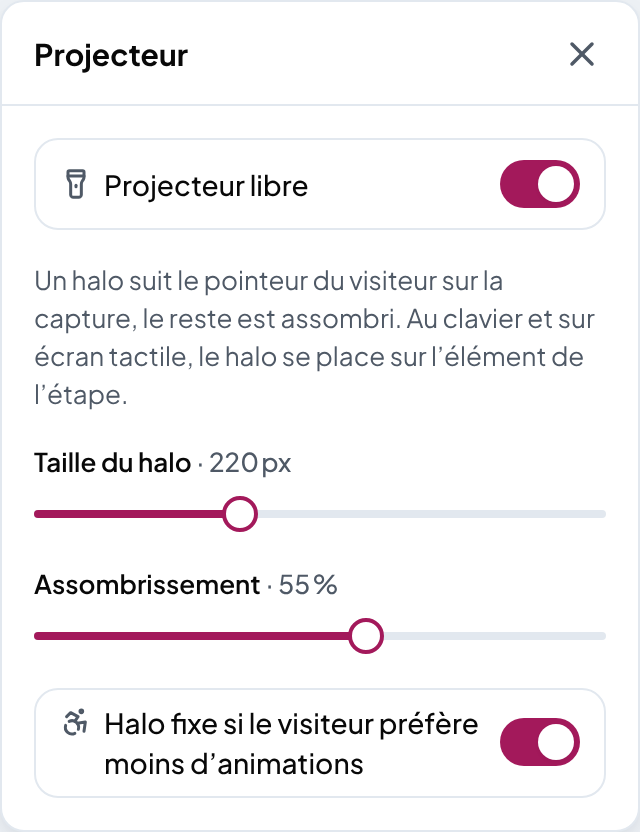 Projecteur
Projecteur libre
Un halo suit le pointeur du visiteur sur la
capture, le reste est assombri. Au clavier et sur
écran tactile, le halo se place sur l’élément de
l’étape.
Taille du halo · 220 px
Assombrissement · 55 %
Halo fixe si le visiteur préfère
moins d’animations